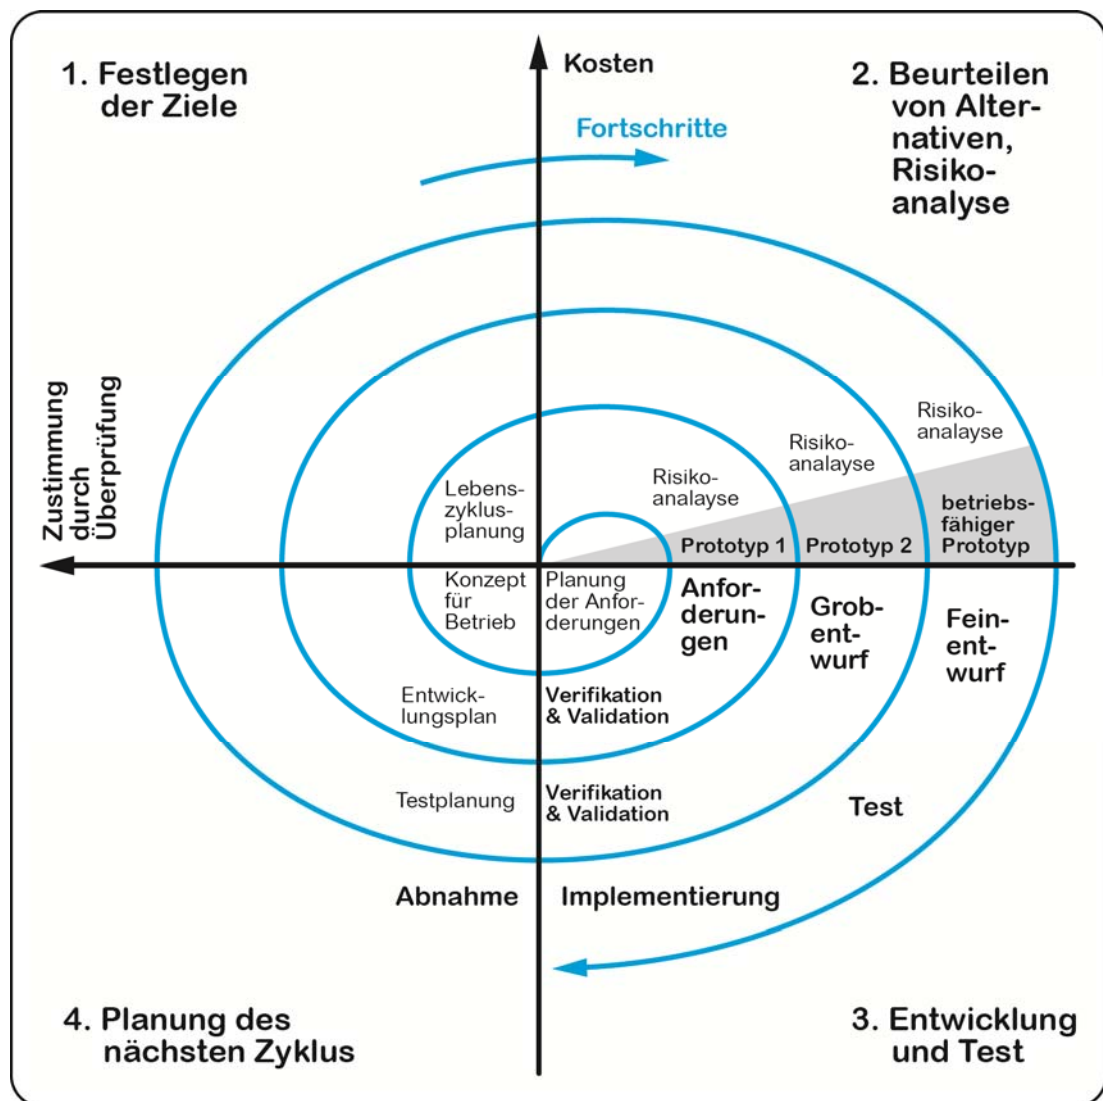 1. Festlegen
der Ziele
Kosten
Fortschritte
2. Beurteilen
von Alter-
nativen,
Risiko-
analyse
Zustimmung
durch
Überprüfung
Lebens-
zyklus-
planung
Risiko-
analayse
Risiko-
analayse
Risiko-
analayse
Prototyp 1
Prototyp 2
betriebs-
fähiger
Prototyp
Konzept
für
Betrieb
Planung
der Anfor-
derungen
Anfor-
derun-
gen
Grob-
ent-
wurf
Fein-
ent-
wurf
Entwick-
lungsplan
Verifikation
& Validation
Testplanung
Verifikation
& Validation
Test
Abnahme
Implementierung
4. Planung des
nächsten Zyklus
3. Entwicklung
und Test